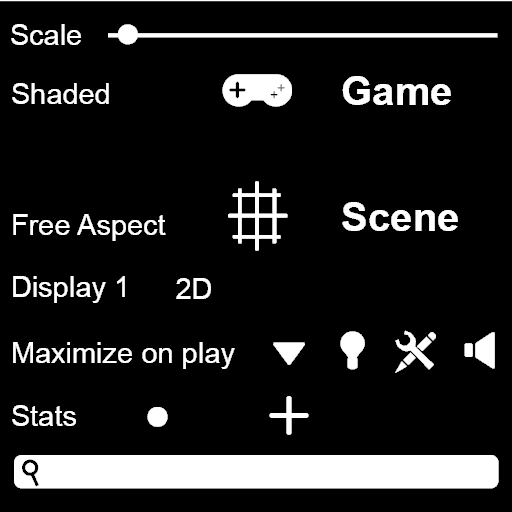 Scale
Shaded Game
Free Aspect Scene
Display 1 2D
Maximize on play
Stats